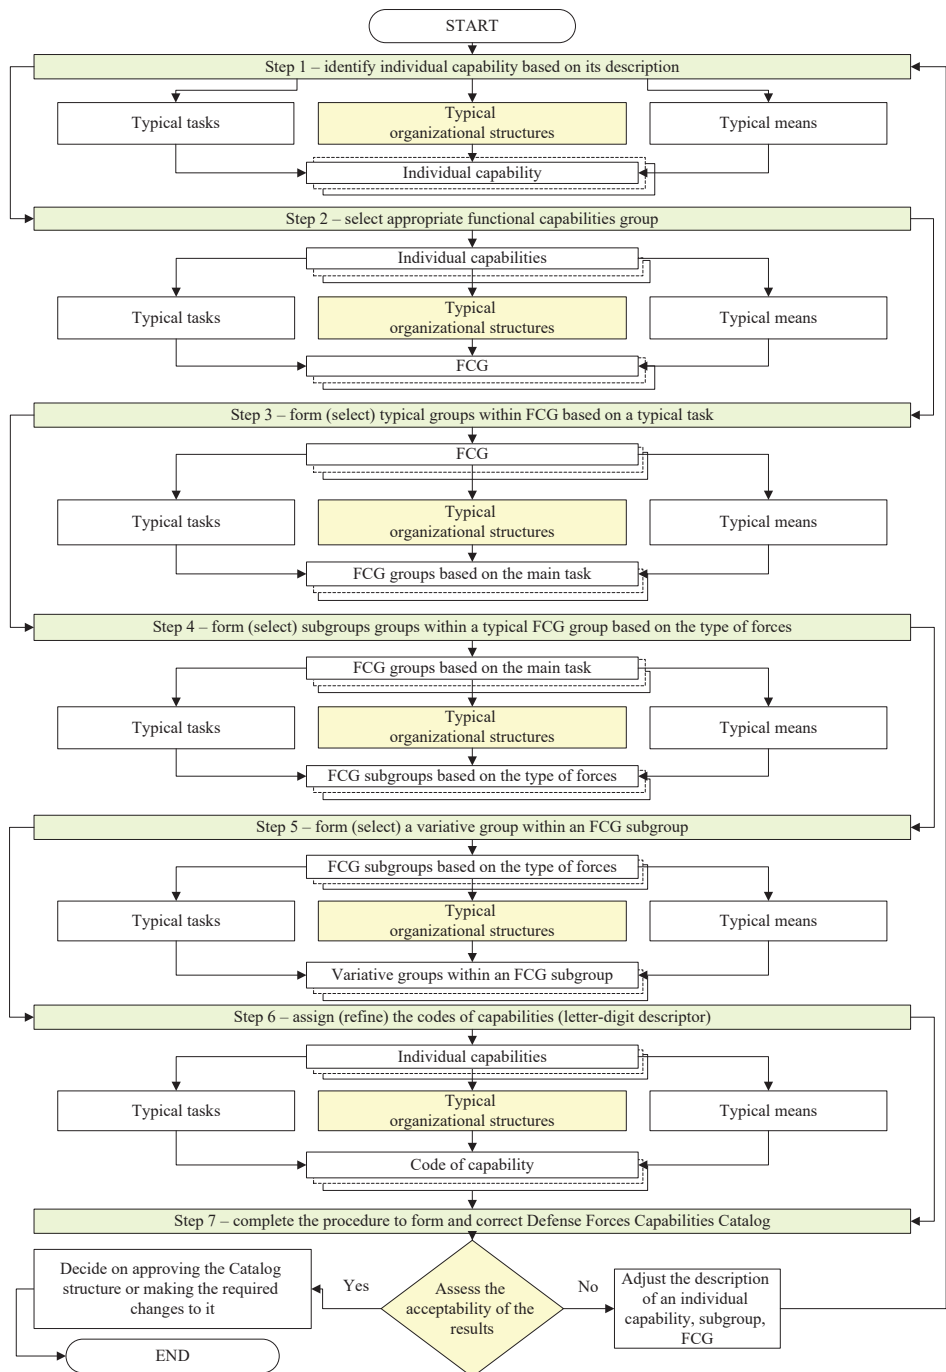 START
Step 1 – identify individual capability based on its description
Typical tasks
Typical
organizational structures
Typical means
Individual capability
Step 2 – select appropriate functional capabilities group
Individual capabilities
Typical tasks
Typical
organizational structures
Typical means
FCG
Step 3 – form (select) typical groups within FCG based on a typical task
FCG
Typical tasks
Typical
organizational structures
Typical means
FCG groups based on the main task
Step 4 – form (select) subgroups groups within a typical FCG group based on the type of forces
FCG groups based on the main task
Typical tasks
Typical
organizational structures
Typical means
FCG subgroups based on the type of forces
Step 5 – form (select) a variative group within an FCG subgroup
FCG subgroups based on the type of forces
Typical tasks
Typical
organizational structures
Typical means
Variative groups within an FCG subgroup
Step 6 – assign (refine) the codes of capabilities (letter-digit descriptor)
Individual capabilities
Typical tasks
Typical
organizational structures
Typical means
Code of capability
Step 7 – complete the procedure to form and correct Defense Forces Capabilities Catalog
Decide on approving the Catalog
structure or making the required
changes to it
Yes
Assess the
acceptability of the
results
No
Adjust the description
of an individual
capability, subgroup,
FCG
END